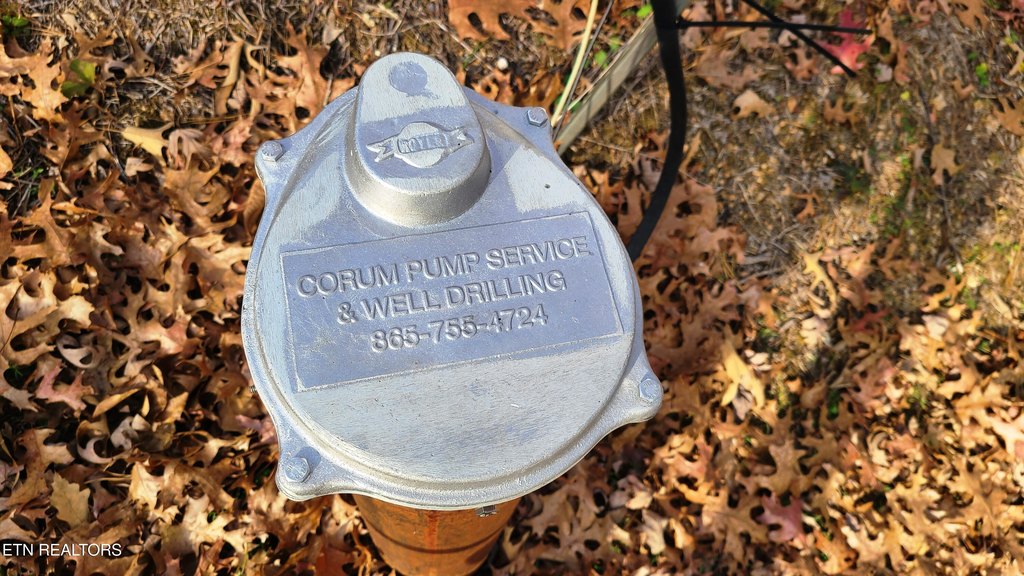 CORUM PUMP SERVICE
& WELL DRILLING
865-755-4724
ETN REALTORS